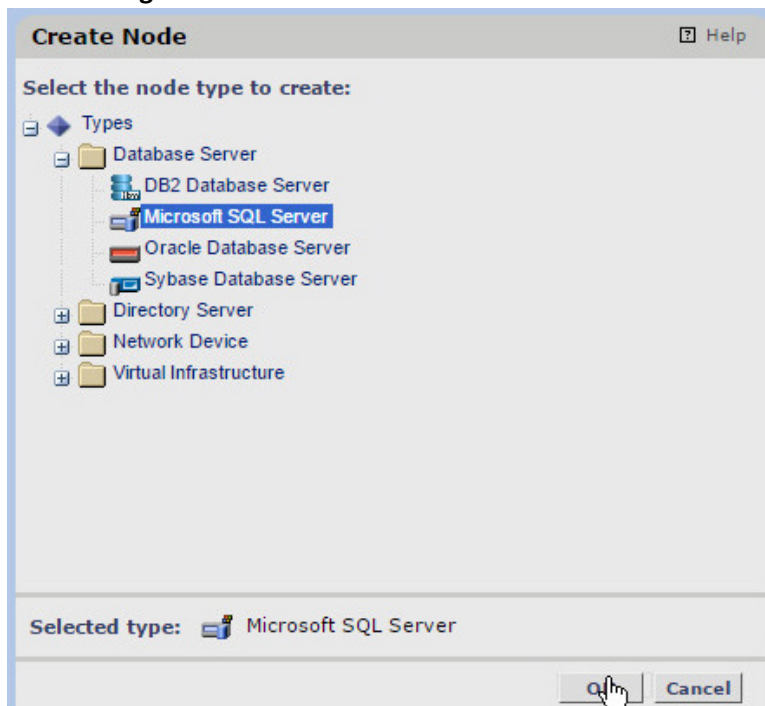 Create Node
Help
Select the node type to create:
Types
Database Server
DB2 Database Server
Microsoft SQL Server
Oracle Database Server
Sybase Database Server
Directory Server
Network Device
Virtual Infrastructure
Selected type: Microsoft SQL Server
Cancel